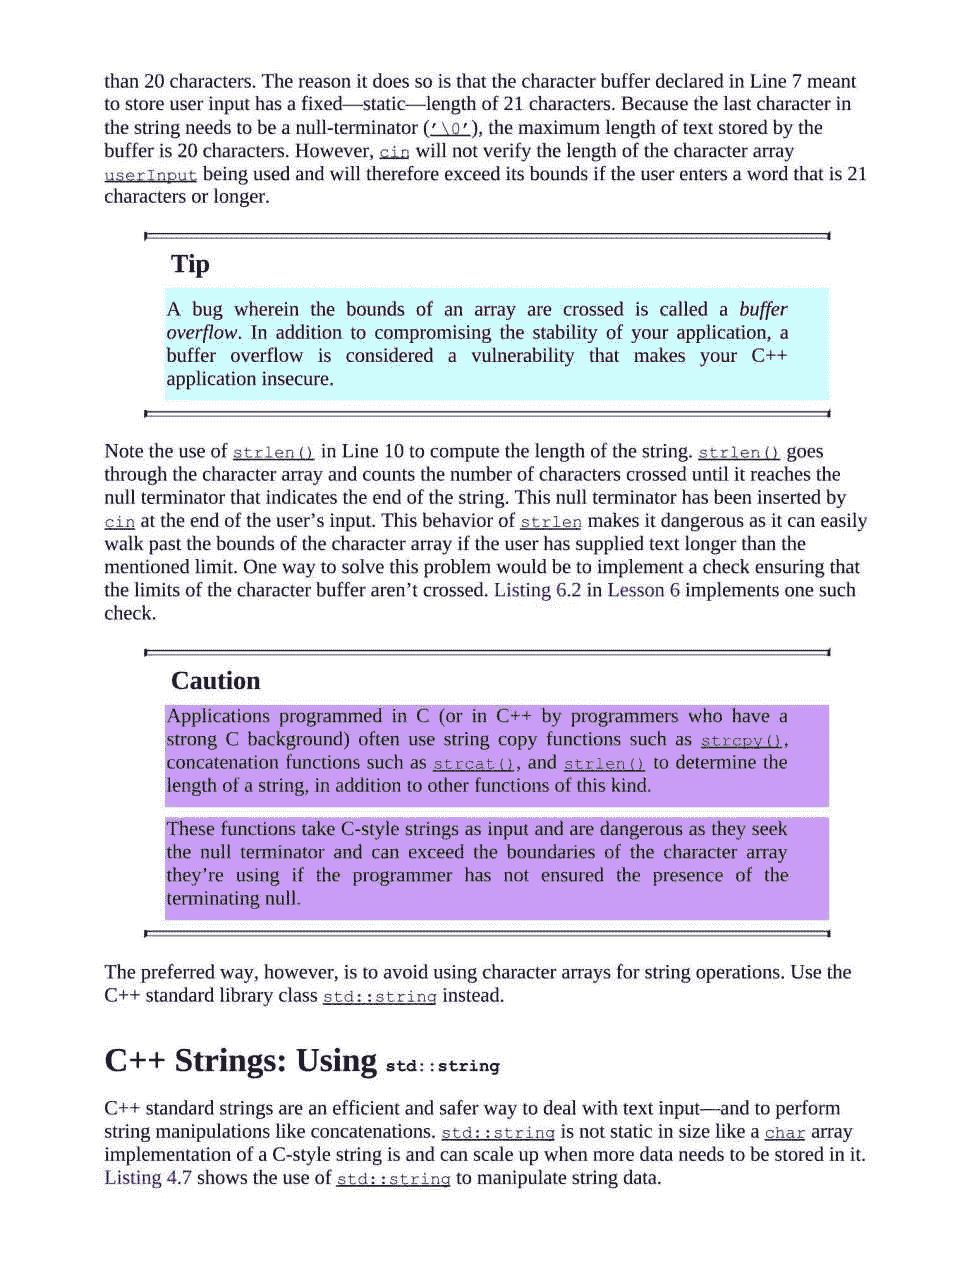 than 20 characters. The reason it does so is that the character buffer declared in Line 7 meant
to store user input has a fixed—static—length of 21 characters. Because the last character in
the string needs to be a null-terminator ('\0'), the maximum length of text stored by the
buffer is 20 characters. However, cin will not verify the length of the character array
userInput being used and will therefore exceed its bounds if the user enters a word that is 21
characters or longer.
Tip
A bug wherein the bounds of an array are crossed is called a buffer
overflow. In addition to compromising the stability of your application, a
buffer overflow is considered a vulnerability that makes your C++
application insecure.
Note the use of strlen() in Line 10 to compute the length of the string. strlen() goes
through the character array and counts the number of characters crossed until it reaches the
null terminator that indicates the end of the string. This null terminator has been inserted by
cin at the end of the user’s input. This behavior of strlen makes it dangerous as it can easily
walk past the bounds of the character array if the user has supplied text longer than the
mentioned limit. One way to solve this problem would be to implement a check ensuring that
the limits of the character buffer aren’t crossed. Listing 6.2 in Lesson 6 implements one such
check.
Caution
Applications programmed in C (or in C++ by programmers who have a
strong C background) often use string copy functions such as strcpy(),
concatenation functions such as strcat(), and strlen() to determine the
length of a string, in addition to other functions of this kind.
These functions take C-style strings as input and are dangerous as they seek
the null terminator and can exceed the boundaries of the character array
they’re using if the programmer has not ensured the presence of the
terminating null.
The preferred way, however, is to avoid using character arrays for string operations. Use the
C++ standard library class std::string instead.
C++ Strings: Using std::string
C++ standard strings are an efficient and safer way to deal with text input—and to perform
string manipulations like concatenations. std::string is not static in size like a char array
implementation of a C-style string is and can scale up when more data needs to be stored in it.
Listing 4.7 shows the use of std::string to manipulate string data.